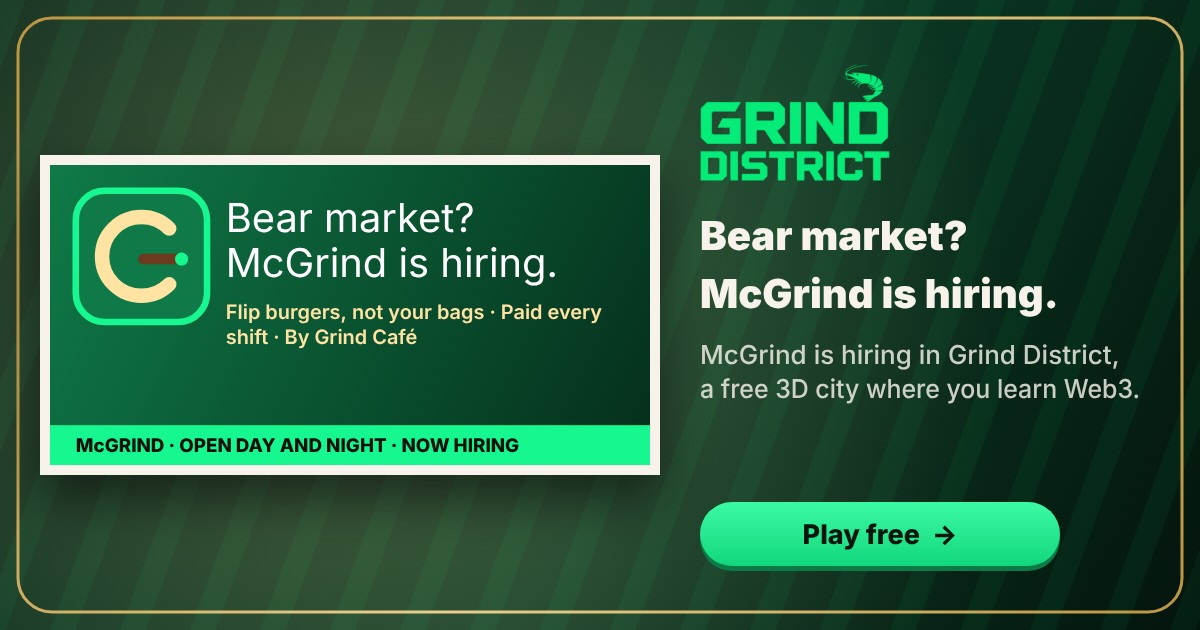 Bear market?
McGrind is hiring.
Flip burgers, not your bags · Paid every
shift · By Grind Café
McGRIND · OPEN DAY AND NIGHT · NOW HIRING
GRIND
DISTRICT
Bear market?
McGrind is hiring.
McGrind is hiring in Grind District,
a free 3D city where you learn Web3.
Play free →